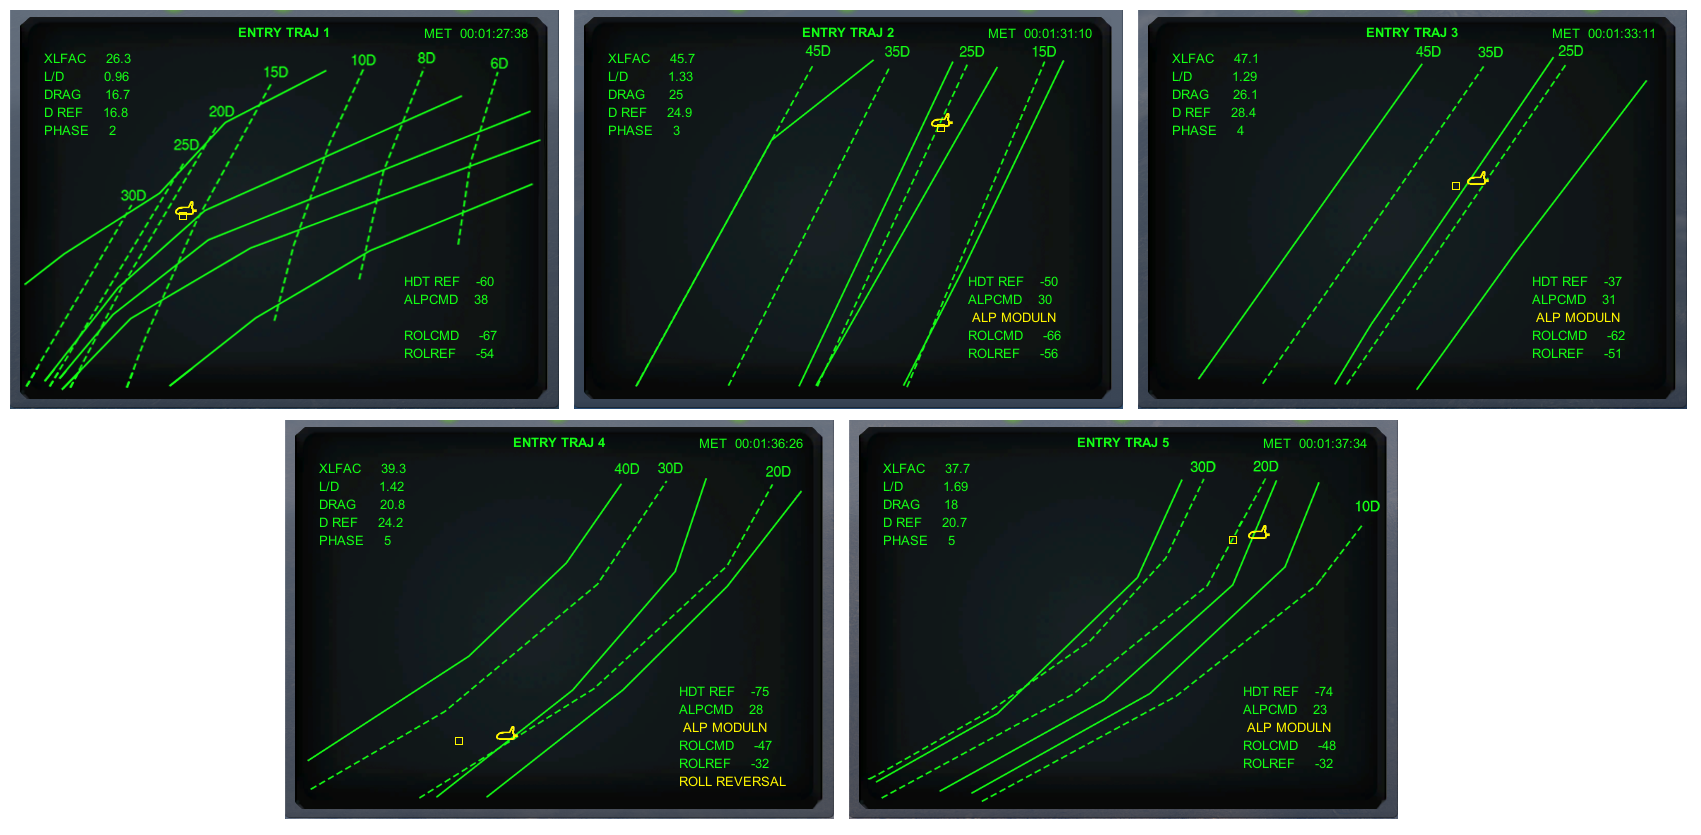 ENTRY TRAJ 1
MET 00:01:27:38
XLFAC 26.3
L/D 0.96
DRAG 16.7
D REF 16.8
PHASE 2
30D
25D
20D
15D
10D
8D
6D
HDT REF -60
ALPCMD 38
ROLCMD -67
ROLREF -54
ENTRY TRAJ 2
MET 00:01:31:10
XLFAC 45.7
L/D 1.33
DRAG 25
D REF 24.9
PHASE 3
45D
35D
25D
15D
HDT REF -50
ALPCMD 30
ALP MODULN
ROLCMD -66
ROLREF -56
ENTRY TRAJ 3
MET 00:01:33:11
XLFAC 47.1
L/D 1.29
DRAG 26.1
D REF 28.4
PHASE 4
45D
35D
25D
HDT REF -37
ALPCMD 31
ALP MODULN
ROLCMD -62
ROLREF -51
ENTRY TRAJ 4
MET 00:01:36:26
XLFAC 39.3
L/D 1.42
DRAG 20.8
D REF 24.2
PHASE 5
40D
30D
20D
HDT REF -75
ALPCMD 28
ALP MODULN
ROLCMD -47
ROLREF -32
ROLL REVERSAL
ENTRY TRAJ 5
MET 00:01:37:34
XLFAC 37.7
L/D 1.69
DRAG 18
D REF 20.7
PHASE 5
30D
20D
10D
HDT REF -74
ALPCMD 23
ALP MODULN
ROLCMD -48
ROLREF -32